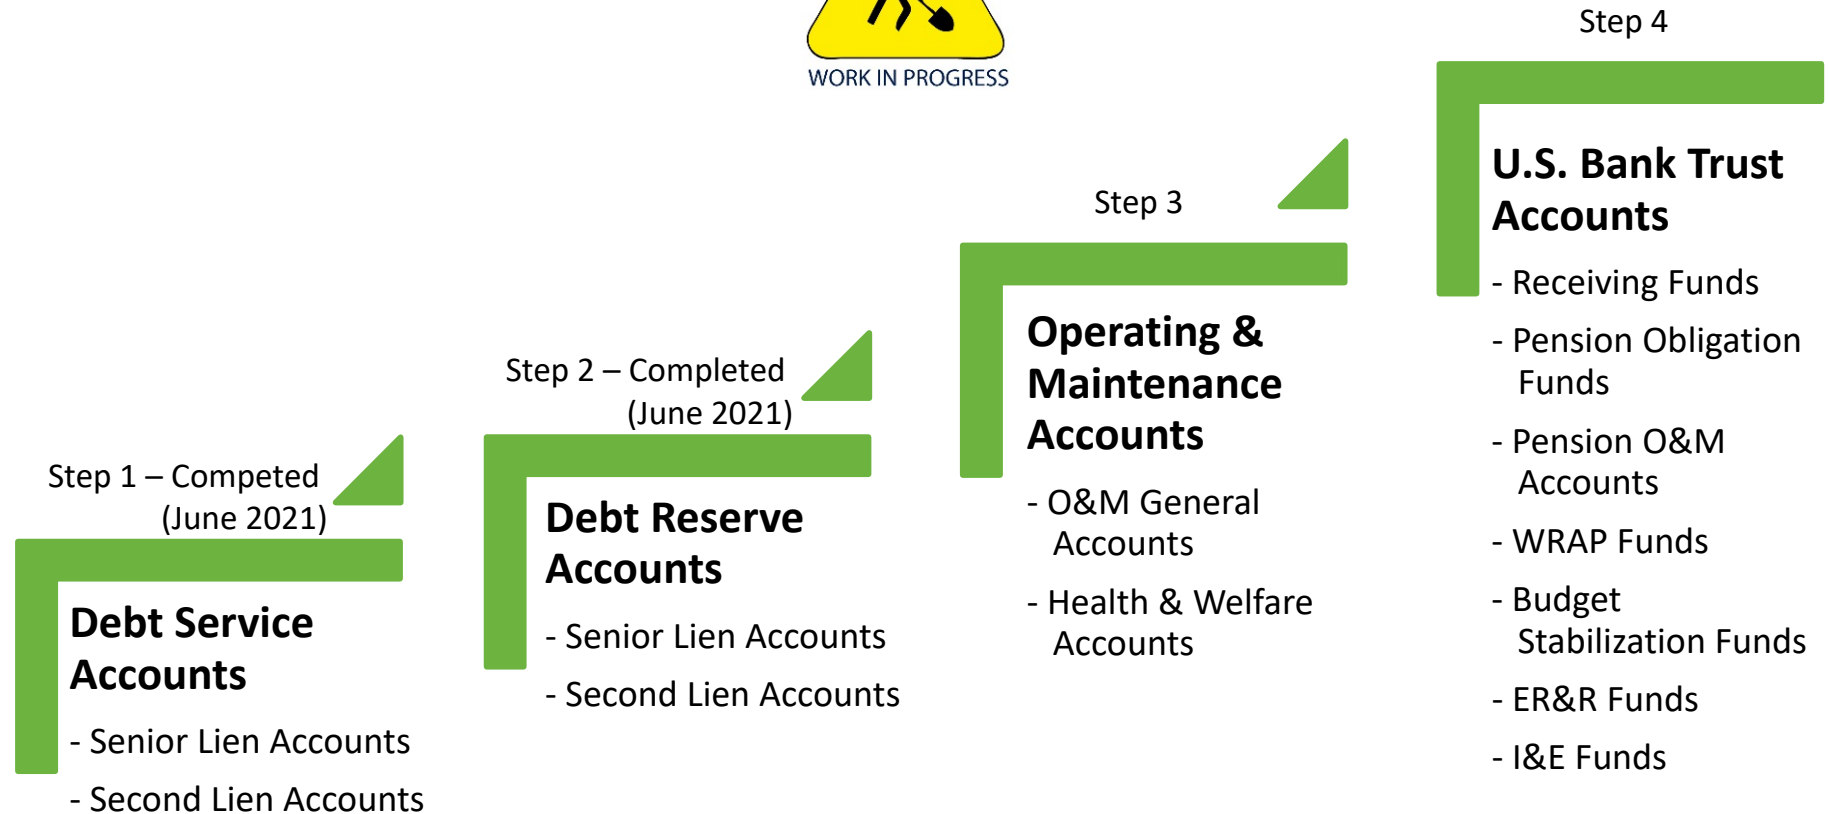 WORK IN PROGRESS
Step 1 – Competed
(June 2021)
Debt Service
Accounts
- Senior Lien Accounts
- Second Lien Accounts
Step 2 – Completed
(June 2021)
Debt Reserve
Accounts
- Senior Lien Accounts
- Second Lien Accounts
Step 3
Operating &
Maintenance
Accounts
- O&M General
Accounts
- Health & Welfare
Accounts
Step 4
U.S. Bank Trust
Accounts
- Receiving Funds
- Pension Obligation
Funds
- Pension O&M
Accounts
- WRAP Funds
- Budget
Stabilization Funds
- ER&R Funds
- I&E Funds